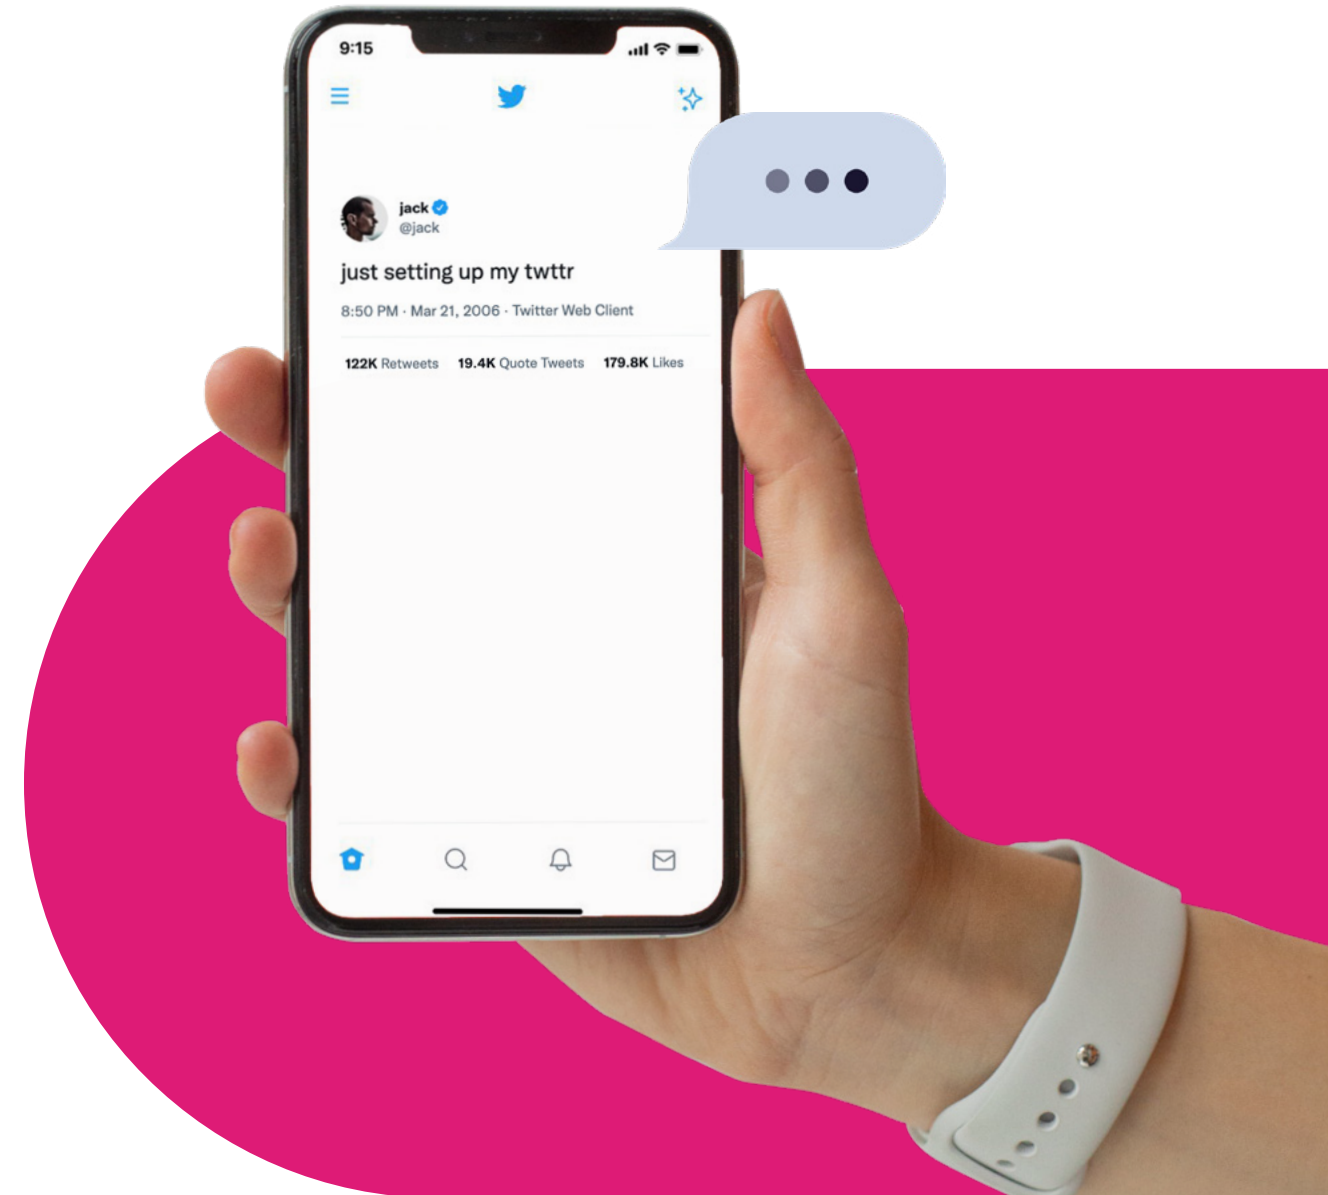 9:15
jack
@jack
just setting up my twttr
8:50 PM · Mar 21, 2006 · Twitter Web Client
122K Retweets 19.4K Quote Tweets 179.8K Likes